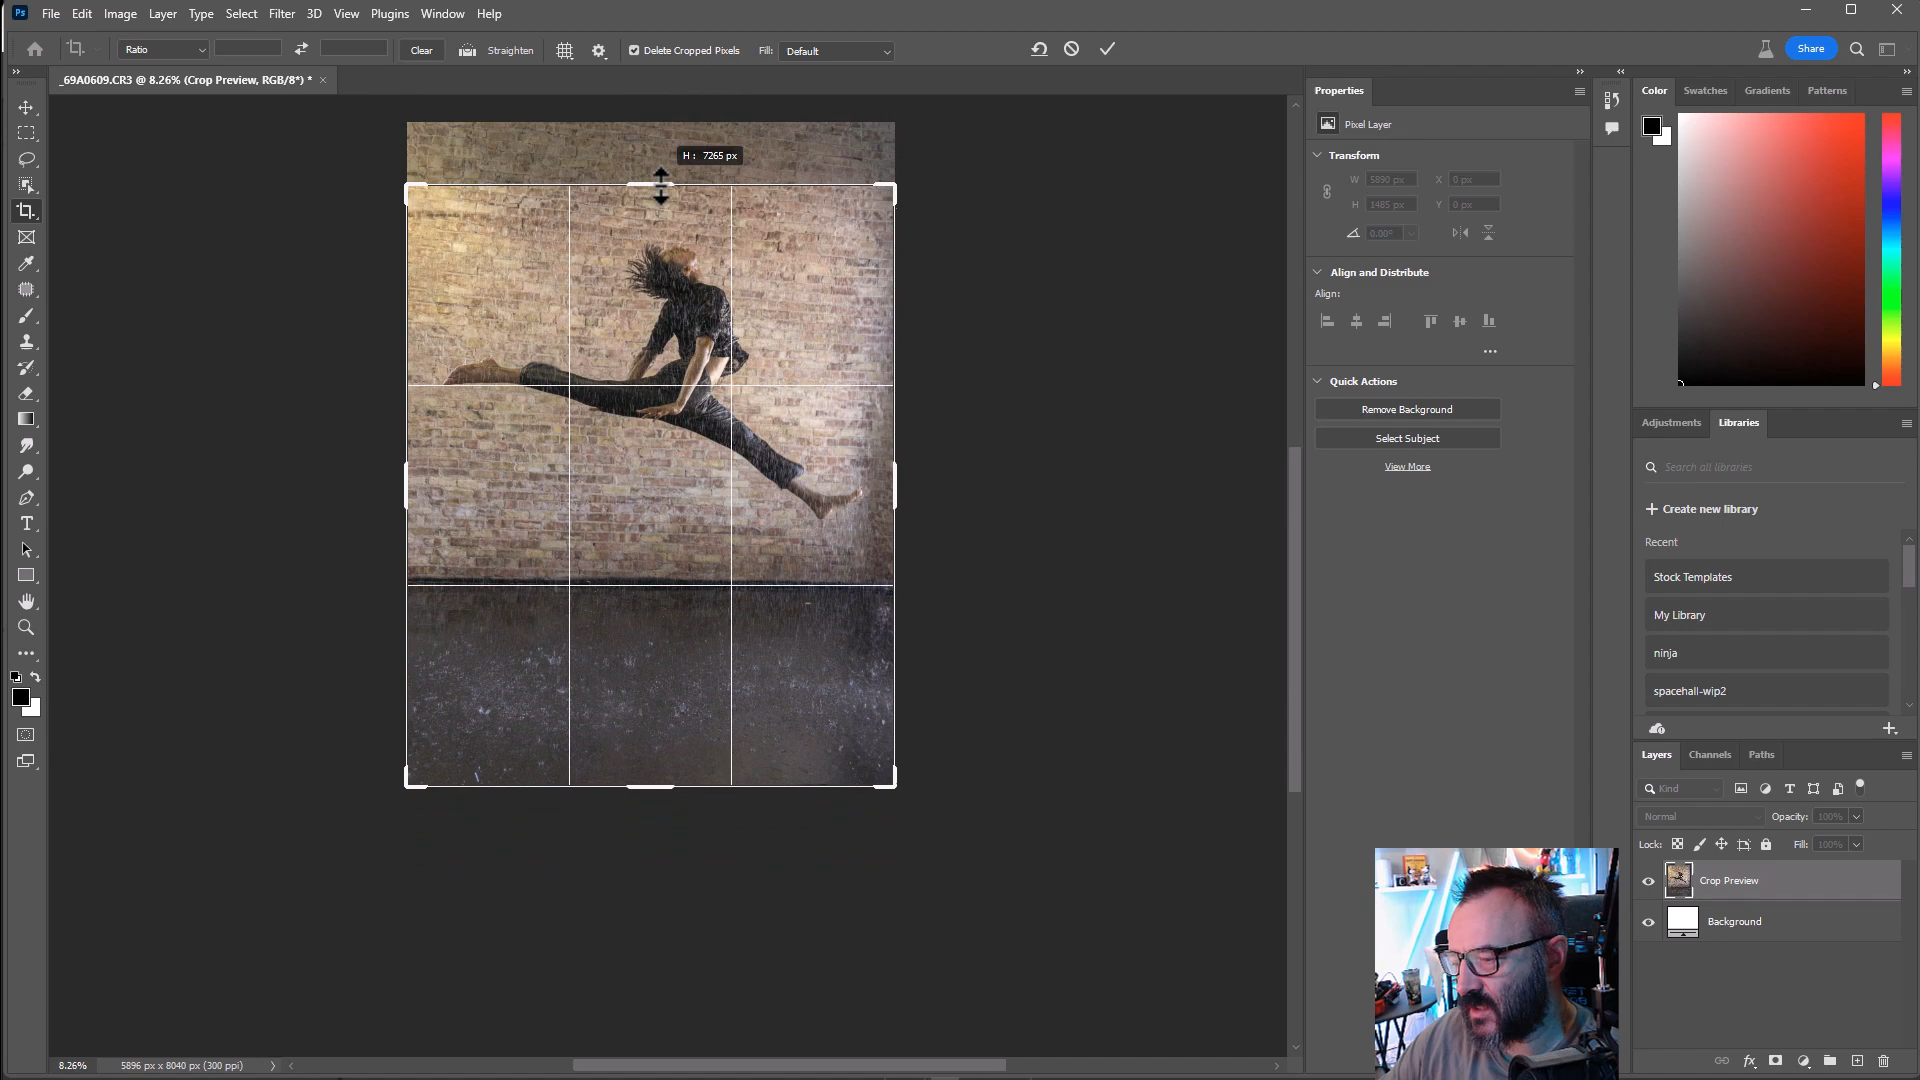 Ps File Edit Image Layer Type Select Filter 3D View Plugins Window Help
Ratio Clear Straighten Delete Cropped Pixels Fill: Default Share
_69A0609.CR3 @ 8.26% (Crop Preview, RGB/8*) * ×
H : 7265 px
Properties
Pixel Layer
Transform
W 5890 px X 0 px
H 1485 px Y 0 px
0.00°
Align and Distribute
Align:
Quick Actions
Remove Background
Select Subject
View More
Color Swatches Gradients Patterns
Adjustments Libraries
Search all libraries
Create new library
Recent
Stock Templates
My Library
ninja
spacehall-wip2
Layers Channels Paths
Kind
Normal Opacity: 100%
Lock: Fill: 100%
Crop Preview
Background
8.26% 5896 px x 8040 px (300 ppi)